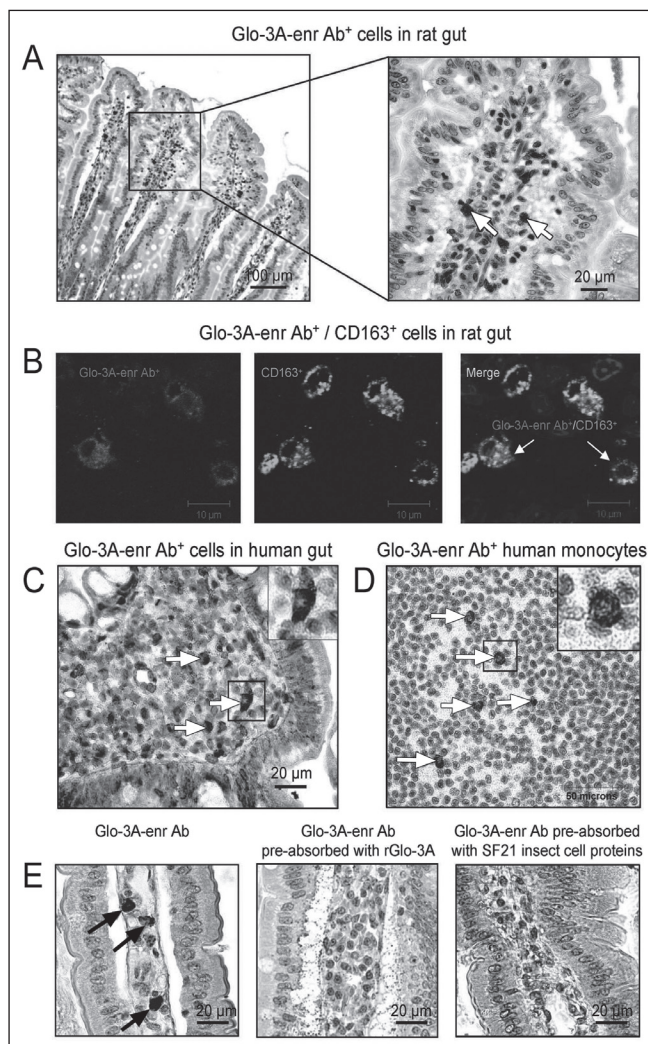 Glo-3A-enr Ab⁺ cells in rat gut
A
100 µm
20 µm
Glo-3A-enr Ab⁺ / CD163⁺ cells in rat gut
B
Glo-3A-enr Ab⁺
CD163⁺
Merge
Glo-3A-enr Ab⁺/CD163⁺
10 µm
10 µm
10 µm
Glo-3A-enr Ab⁺ cells in human gut
Glo-3A-enr Ab⁺ human monocytes
C
D
20 µm
50 microns
Glo-3A-enr Ab
Glo-3A-enr Ab
pre-absorbed with rGlo-3A
Glo-3A-enr Ab pre-absorbed
with SF21 insect cell proteins
E
20 µm
20 µm
20 µm